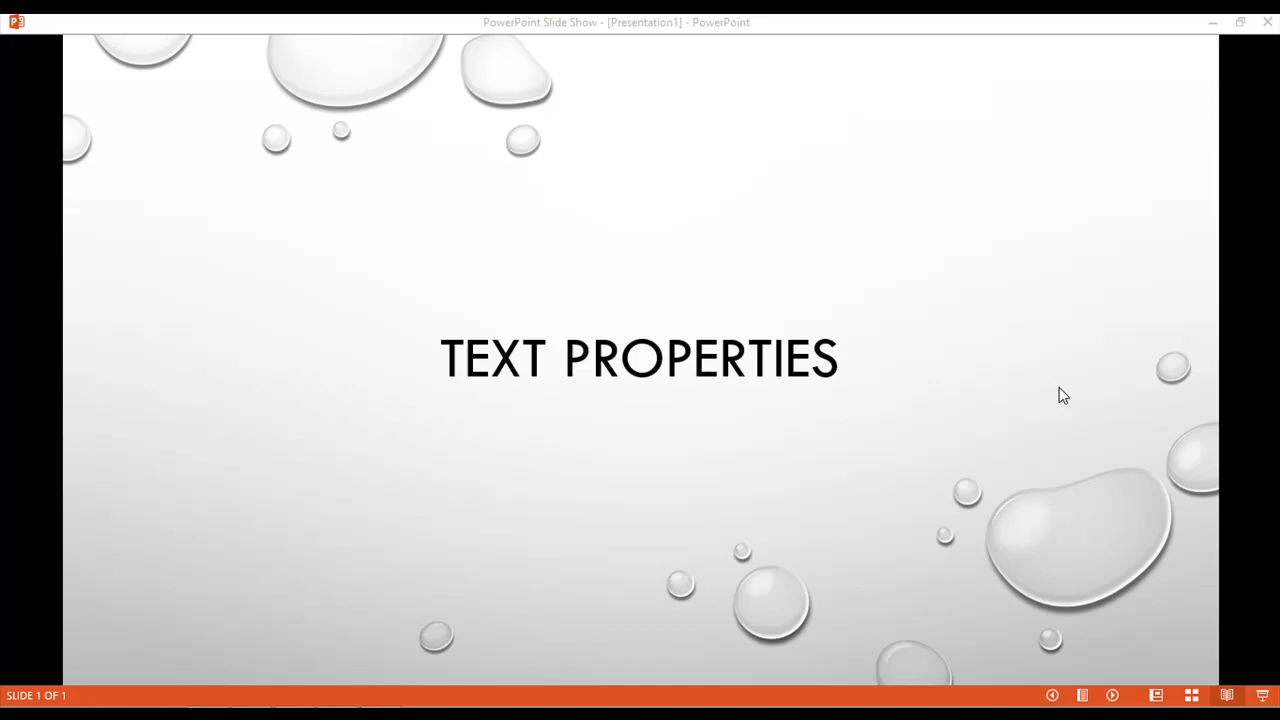 PowerPoint Slide Show - [Presentation1] - PowerPoint
TEXT PROPERTIES
SLIDE 1 OF 1